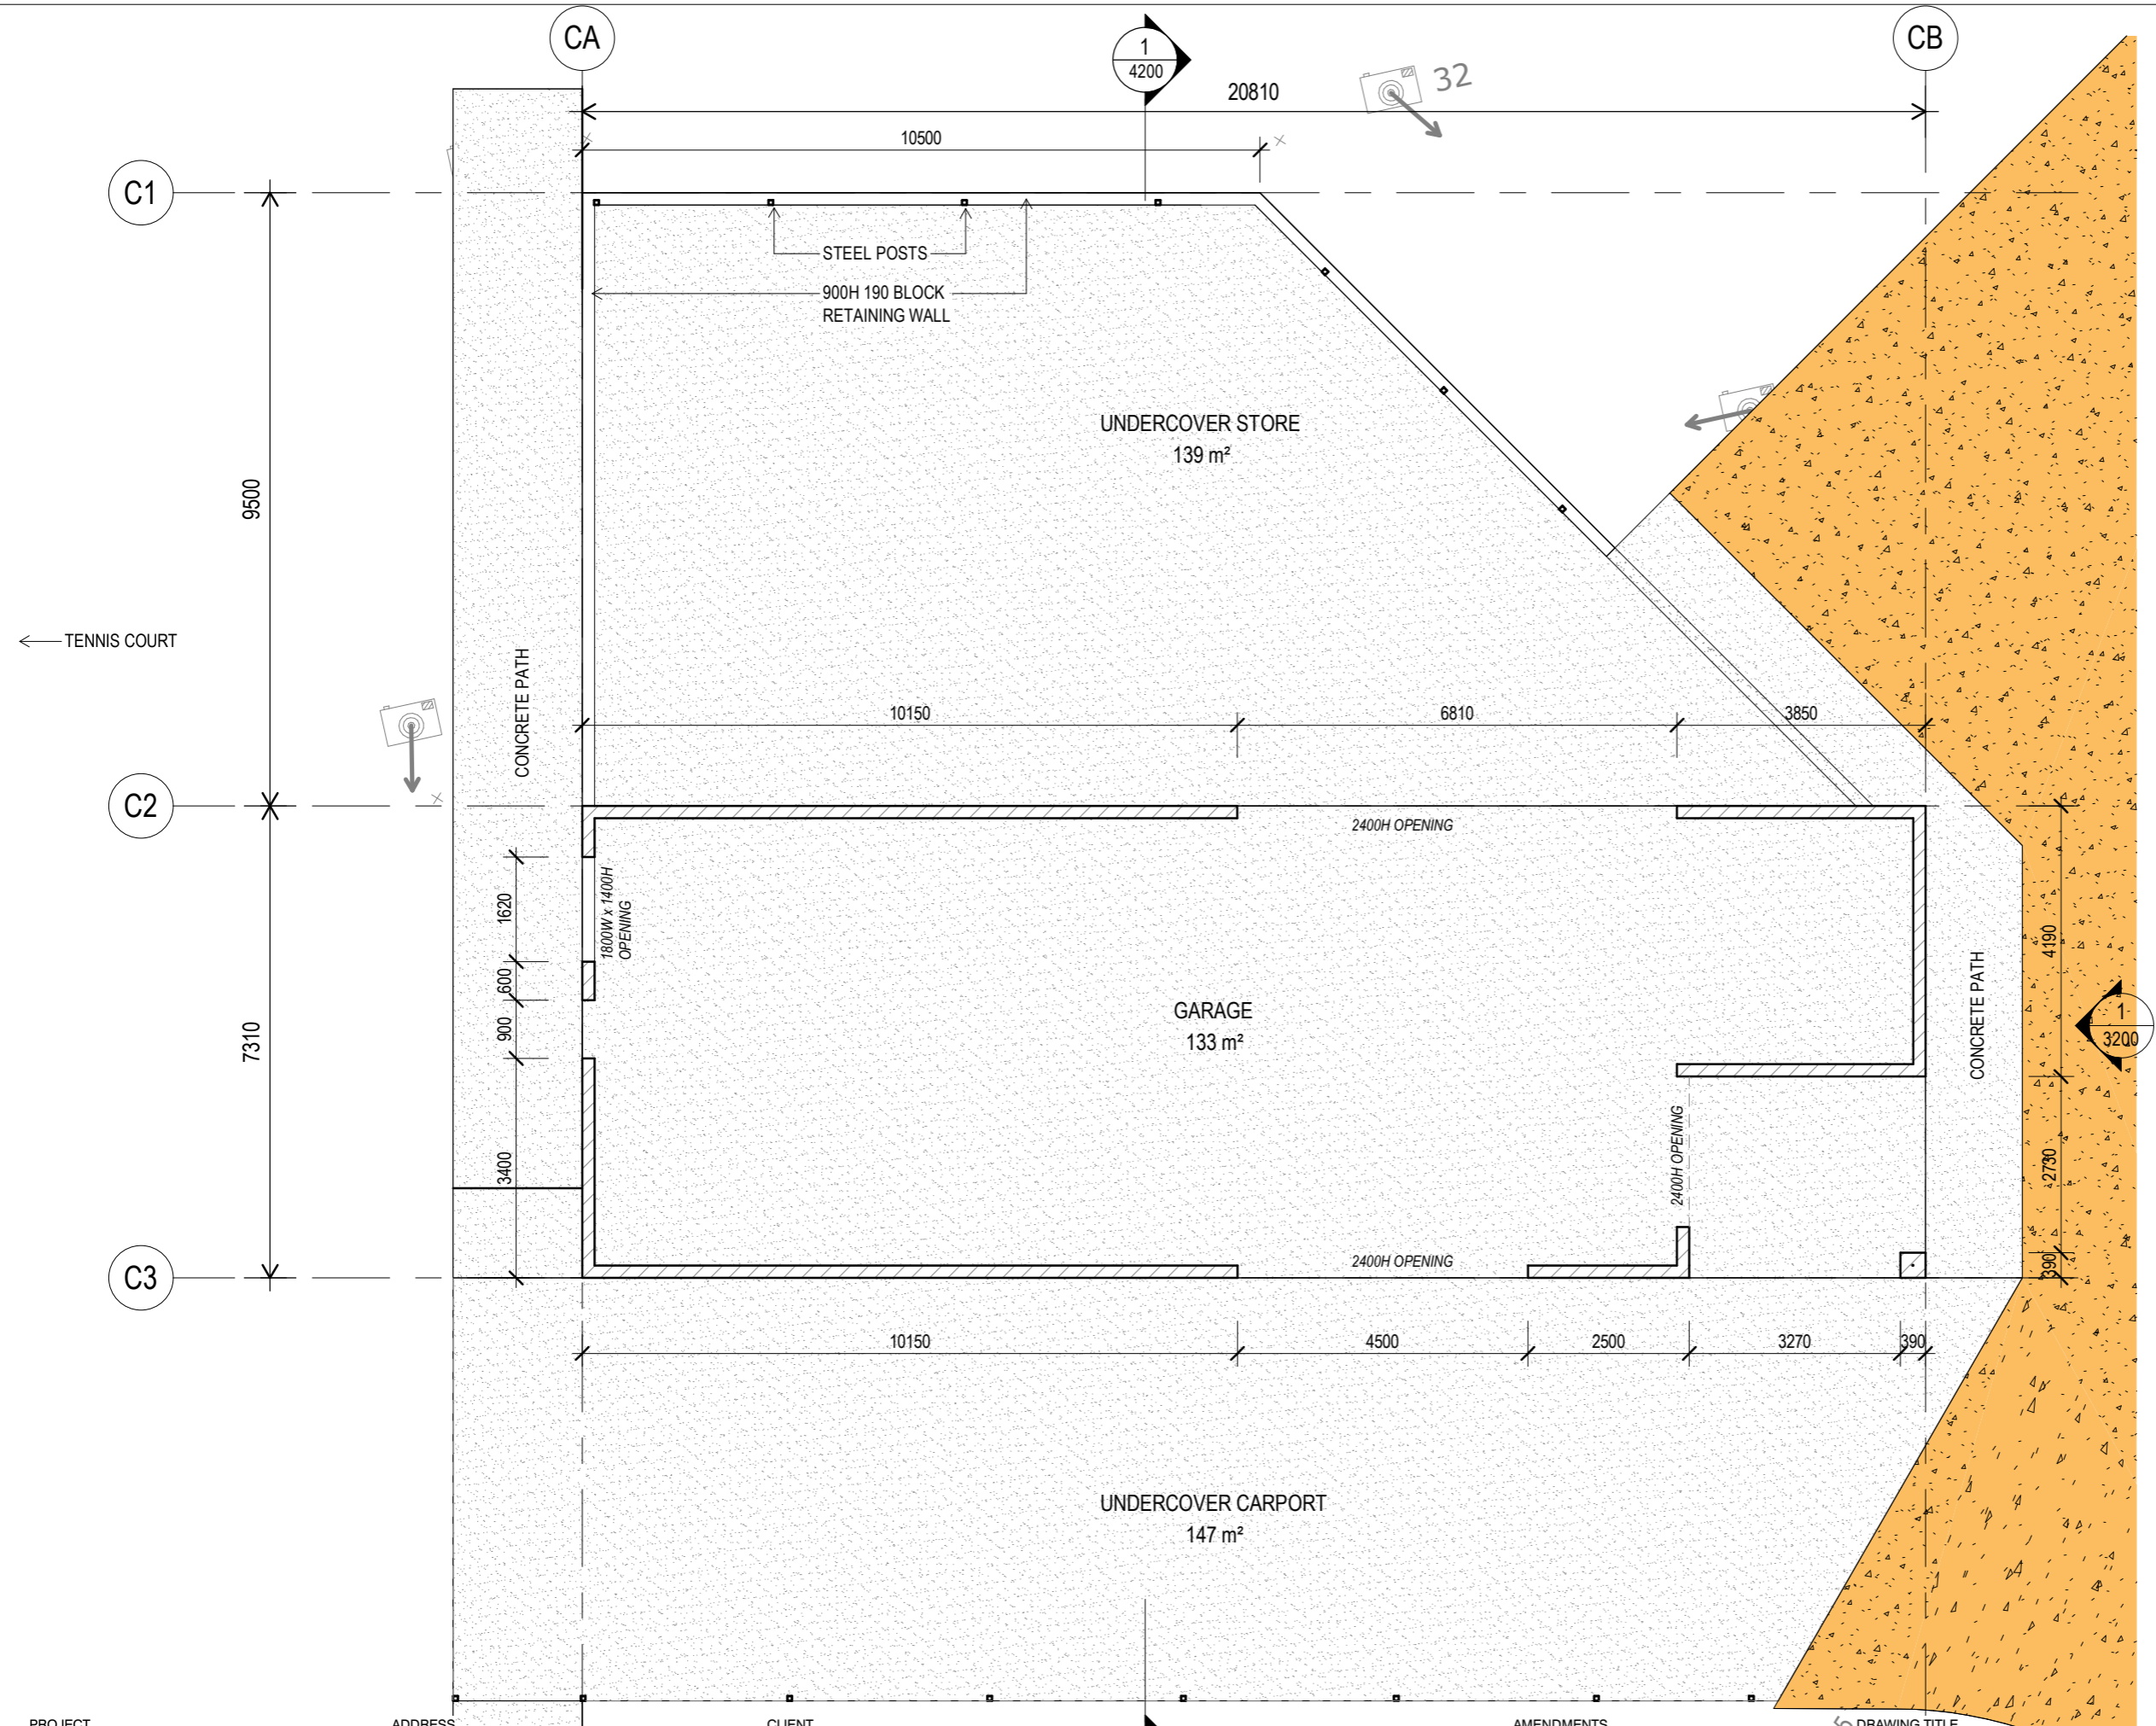 CA
1
4200
CB
32
20810
10500
C1
STEEL POSTS
900H 190 BLOCK
RETAINING WALL
UNDERCOVER STORE
139 m²
9500
TENNIS COURT
CONCRETE PATH
10150
6810
3850
C2
2400H OPENING
1620
1800W x 1400H
OPENING
600
900
GARAGE
133 m²
7310
4190
CONCRETE PATH
1
3200
3400
2400H OPENING
2730
390
2400H OPENING
C3
10150
4500
2500
3270
390
UNDERCOVER CARPORT
147 m²
5
PROJECT
ADDRESS
CLIENT
AMENDMENTS
DRAWING TITLE